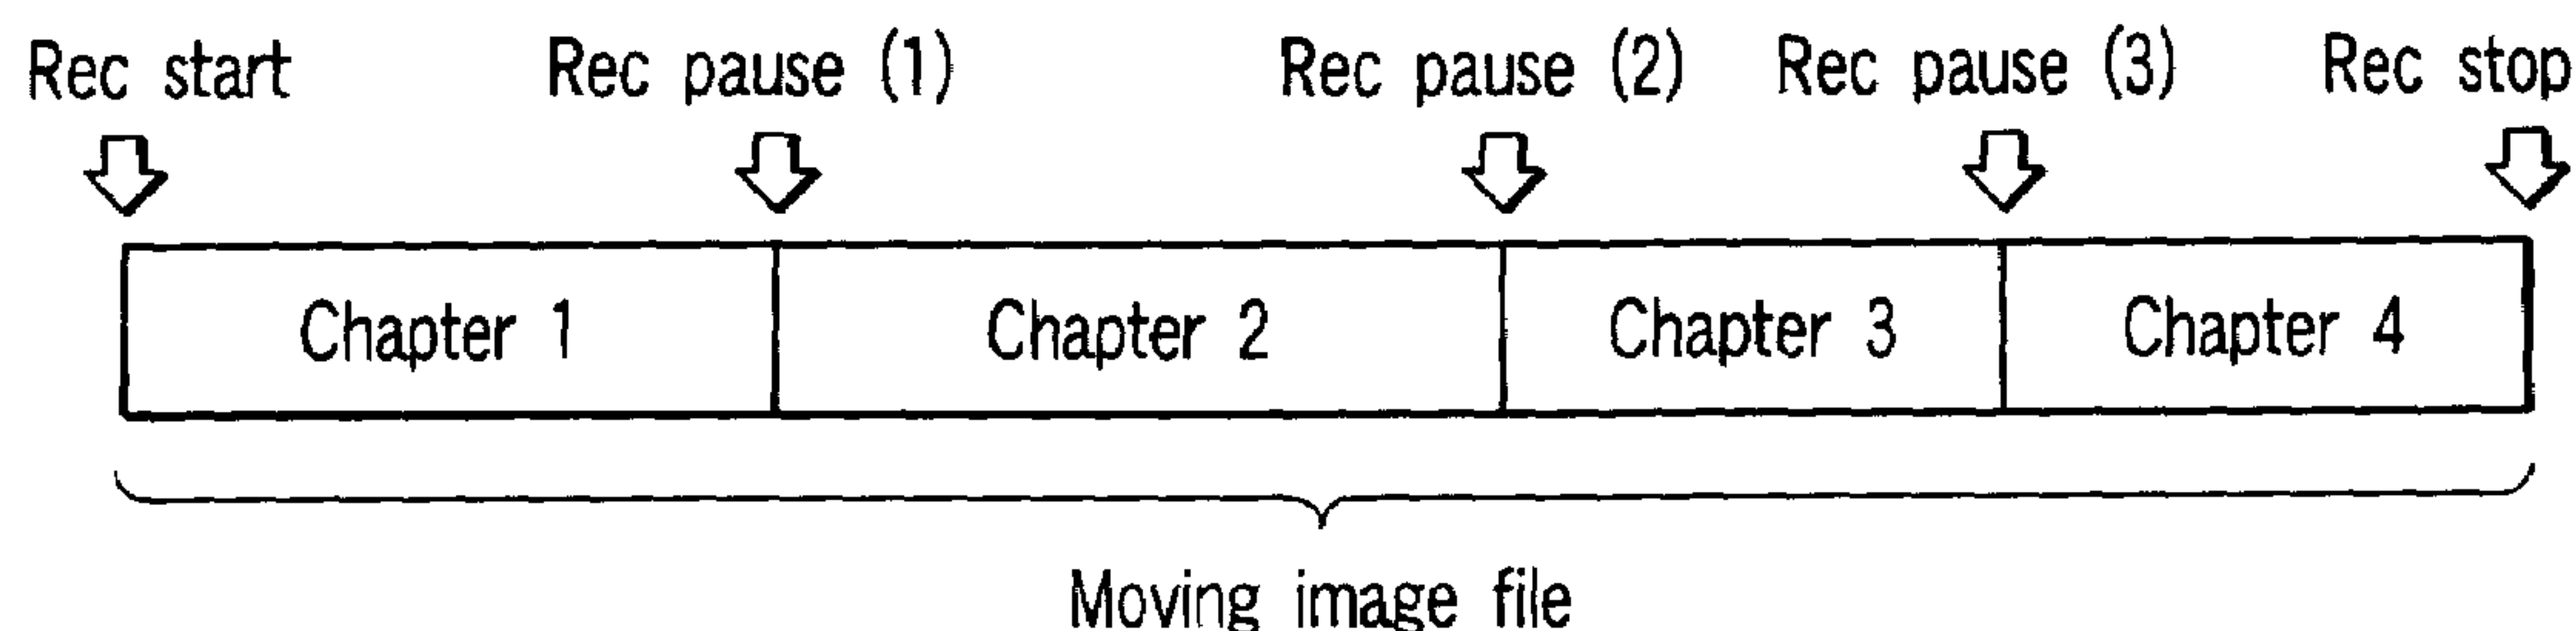 Rec start Rec pause (1) Rec pause (2) Rec pause (3) Rec stop
Chapter 1 Chapter 2 Chapter 3 Chapter 4
Moving image file